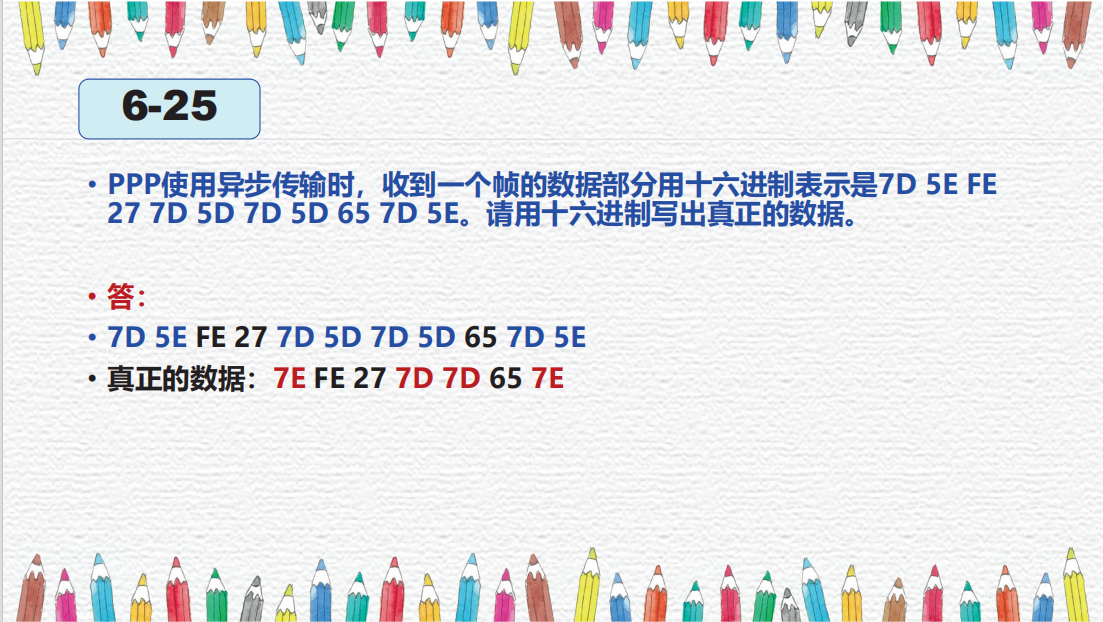 6-25
• PPP使用异步传输时，收到一个帧的数据部分用十六进制表示是7D 5E FE
27 7D 5D 7D 5D 65 7D 5E。请用十六进制写出真正的数据。
• 答：
• 7D 5E FE 27 7D 5D 7D 5D 65 7D 5E
• 真正的数据：7E FE 27 7D 7D 65 7E